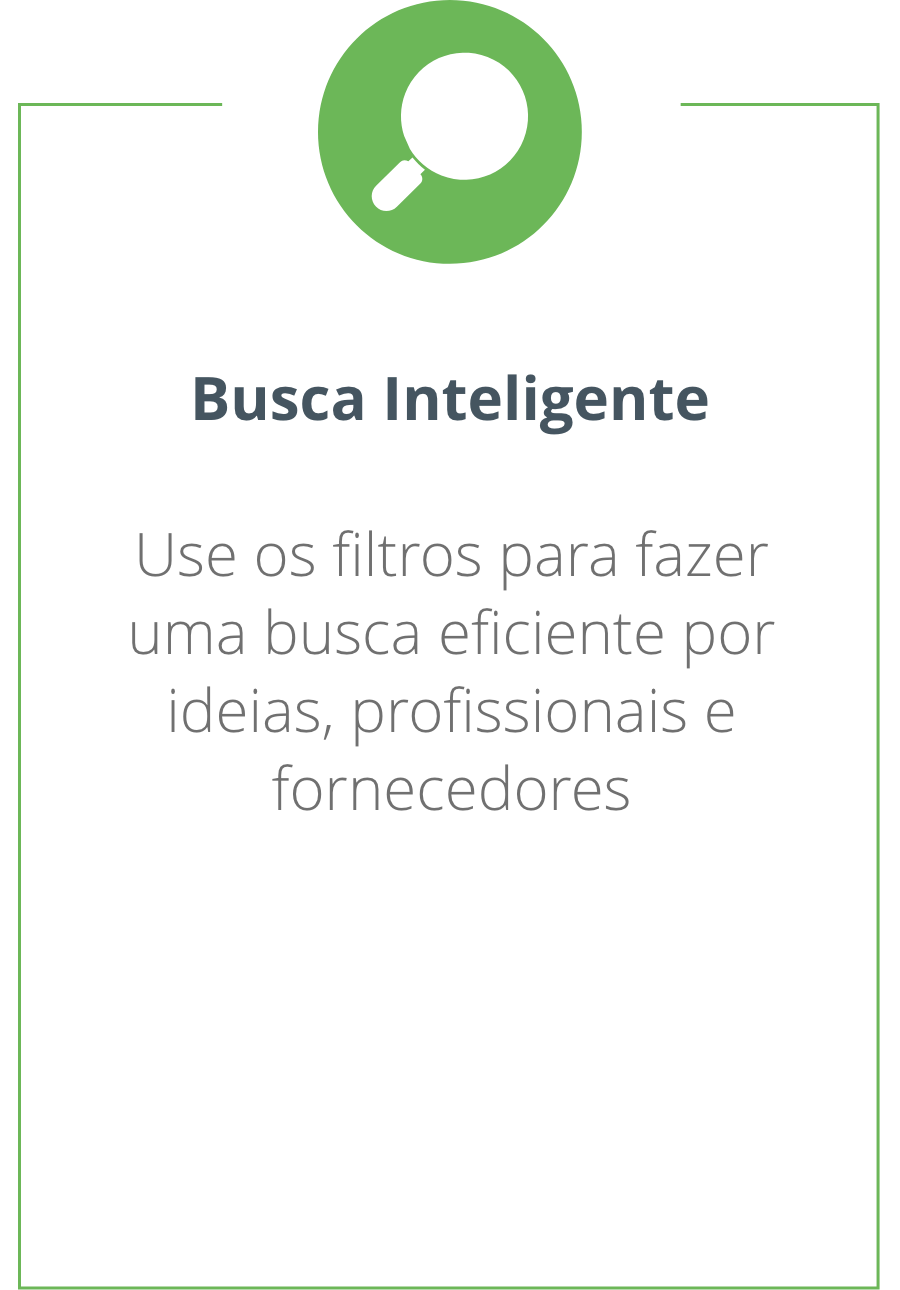 Busca Inteligente
Use os filtros para fazer
uma busca eficiente por
ideias, profissionais e
fornecedores